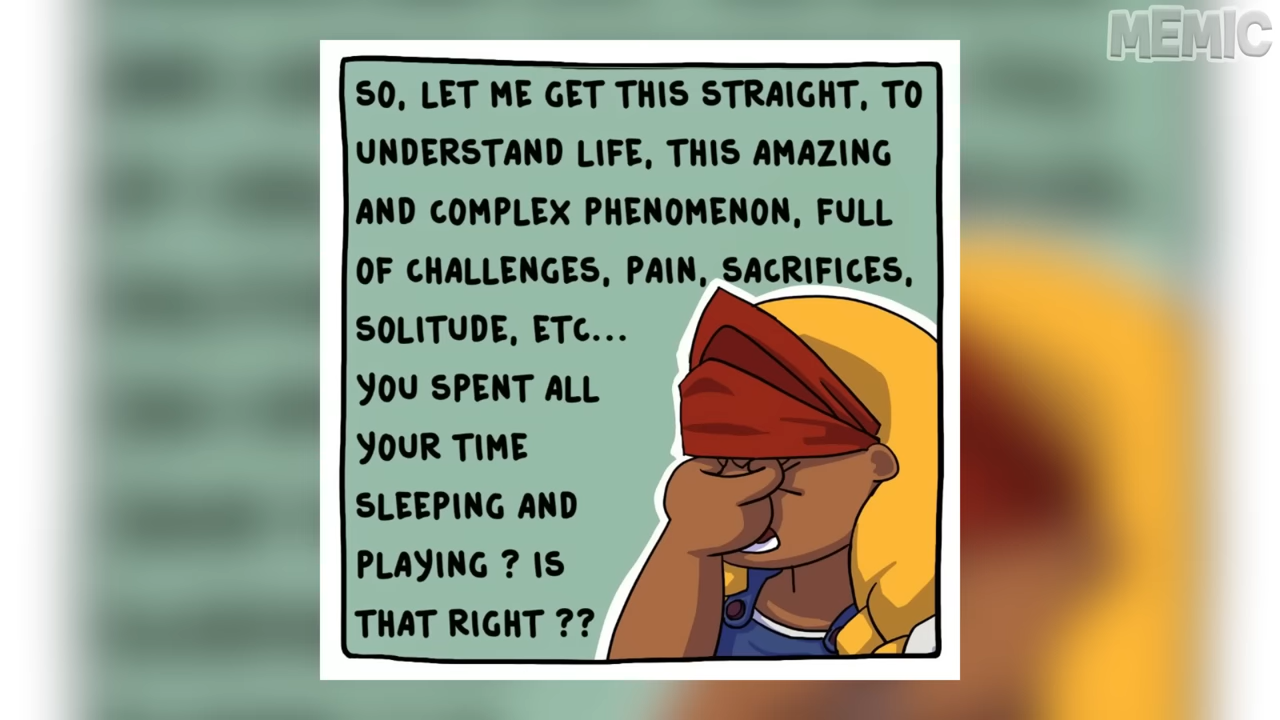 MEMIC
SO, LET ME GET THIS STRAIGHT, TO
UNDERSTAND LIFE, THIS AMAZING
AND COMPLEX PHENOMENON, FULL
OF CHALLENGES, PAIN, SACRIFICES,
SOLITUDE, ETC...
YOU SPENT ALL
YOUR TIME
SLEEPING AND
PLAYING ? IS
THAT RIGHT ??